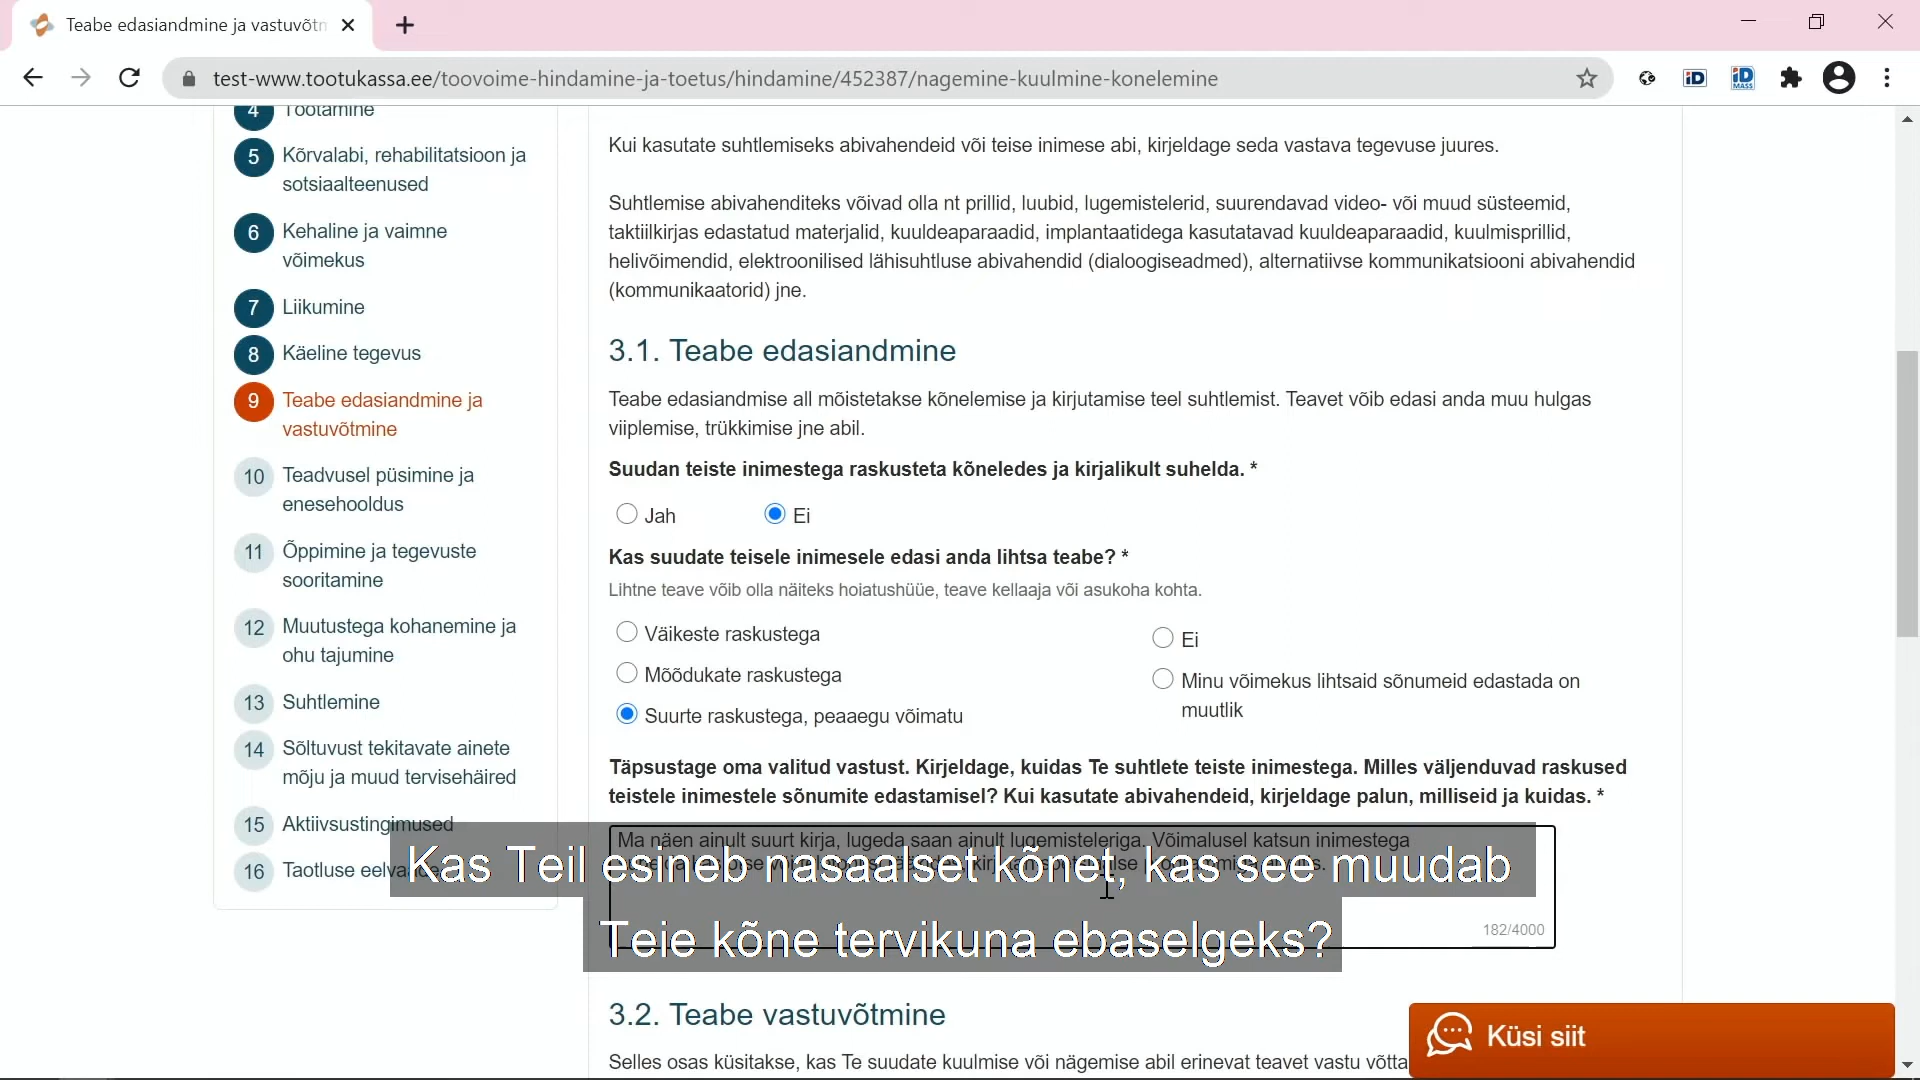 Teabe edasiandmine ja vastuvõtn
test-www.tootukassa.ee/toovoime-hindamine-ja-toetus/hindamine/452387/nagemine-kuulmine-konelemine
iD
iD
MASS
4 Töötamine
5 Kõrvalabi, rehabilitatsioon ja
sotsiaalteenused
6 Kehaline ja vaimne
võimekus
7 Liikumine
8 Käeline tegevus
9 Teabe edasiandmine ja
vastuvõtmine
10 Teadvusel püsimine ja
enesehooldus
11 Õppimine ja tegevuste
sooritamine
12 Muutustega kohanemine ja
ohu tajumine
13 Suhtlemine
14 Sõltuvust tekitavate ainete
mõju ja muud tervisehäired
15 Aktiivsustingimused
16 Taotluse
Kui kasutate suhtlemiseks abivahendeid või teise inimese abi, kirjeldage seda vastava tegevuse juures.
Suhtlemise abivahenditeks võivad olla nt prillid, luubid, lugemistelerid, suurendavad video- või muud süsteemid,
taktiilkirjas edastatud materjalid, kuuldeaparaadid, implantaatidega kasutatavad kuuldeaparaadid, kuulmisprillid,
helivõimendid, elektroonilised lähisuhtluse abivahendid (dialoogiseadmed), alternatiivse kommunikatsiooni abivahendid
(kommunikaatorid) jne.
3.1. Teabe edasiandmine
Teabe edasiandmise all mõistetakse kõnelemise ja kirjutamise teel suhtlemist. Teavet võib edasi anda muu hulgas
viiplemise, trükkimise jne abil.
Suudan teiste inimestega raskusteta kõneledes ja kirjalikult suhelda. *
Jah Ei
Kas suudate teisele inimesele edasi anda lihtsa teabe? *
Lihtne teave võib olla näiteks hoiatushüüe, teave kellaaja või asukoha kohta.
Väikeste raskustega
Mõõdukate raskustega
Suurte raskustega, peaaegu võimatu
Ei
Minu võimekus lihtsaid sõnumeid edastada on
muutlik
Täpsustage oma valitud vastust. Kirjeldage, kuidas Te suhtlete teiste inimestega. Milles väljenduvad raskused
teistele inimestele sõnumite edastamisel? Kui kasutate abivahendeid, kirjeldage palun, milliseid ja kuidas. *
Ma näen ainult suurt kirja, lugeda saan ainult lugemisteleriga. Võimalusel katsun inimestega
182/4000
Kas Teil esineb nasaalset kõnet, kas see muudab
Teie kõne tervikuna ebaselgeks?
3.2. Teabe vastuvõtmine
Selles osas küsitakse, kas Te suudate kuulmise või nägemise abil erinevat teavet vastu võtta
Küsi siit